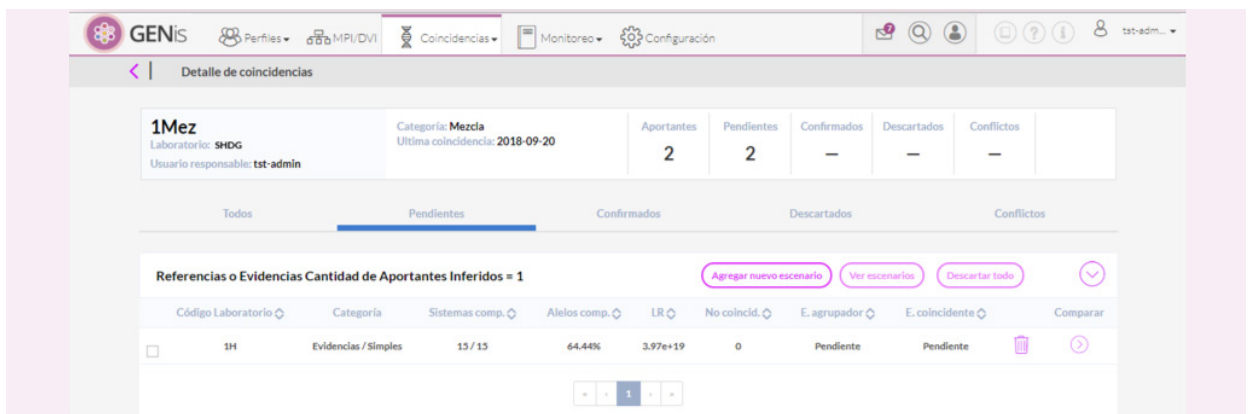 GENis Perfiles MPI/DVI Coincidencias Monitoreo Configuración tst-adm...
Detalle de coincidencias
1Mez
Laboratorio: SHDG
Usuario responsable: tst-admin
Categoría: Mezcla
Ultima coincidencia: 2018-09-20
Aportantes Pendientes Confirmados Descartados Conflictos
2 2 — — —
Todos Pendientes Confirmados Descartados Conflictos
Referencias o Evidencias Cantidad de Aportantes Inferidos = 1 Agregar nuevo escenario Ver escenarios Descartar todo
Código Laboratorio Categoría Sistemas comp. Alelos comp. LR No coincid. E. agrupador E. coincidente Comparar
1H Evidencias / Simples 15 / 15 64.44% 3.97e+19 0 Pendiente Pendiente
« ‹ 1 › »